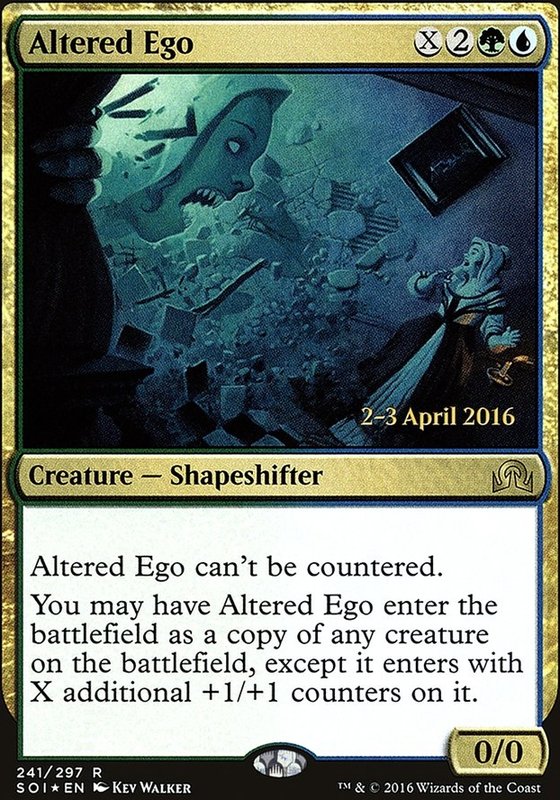 Altered Ego X2
2–3 April 2016
Creature — Shapeshifter
Altered Ego can't be countered.
You may have Altered Ego enter the
battlefield as a copy of any creature
on the battlefield, except it enters with
X additional +1/+1 counters on it.
0/0
241/297 R
SOI★EN Kev Walker ™ & © 2016 Wizards of the Coast